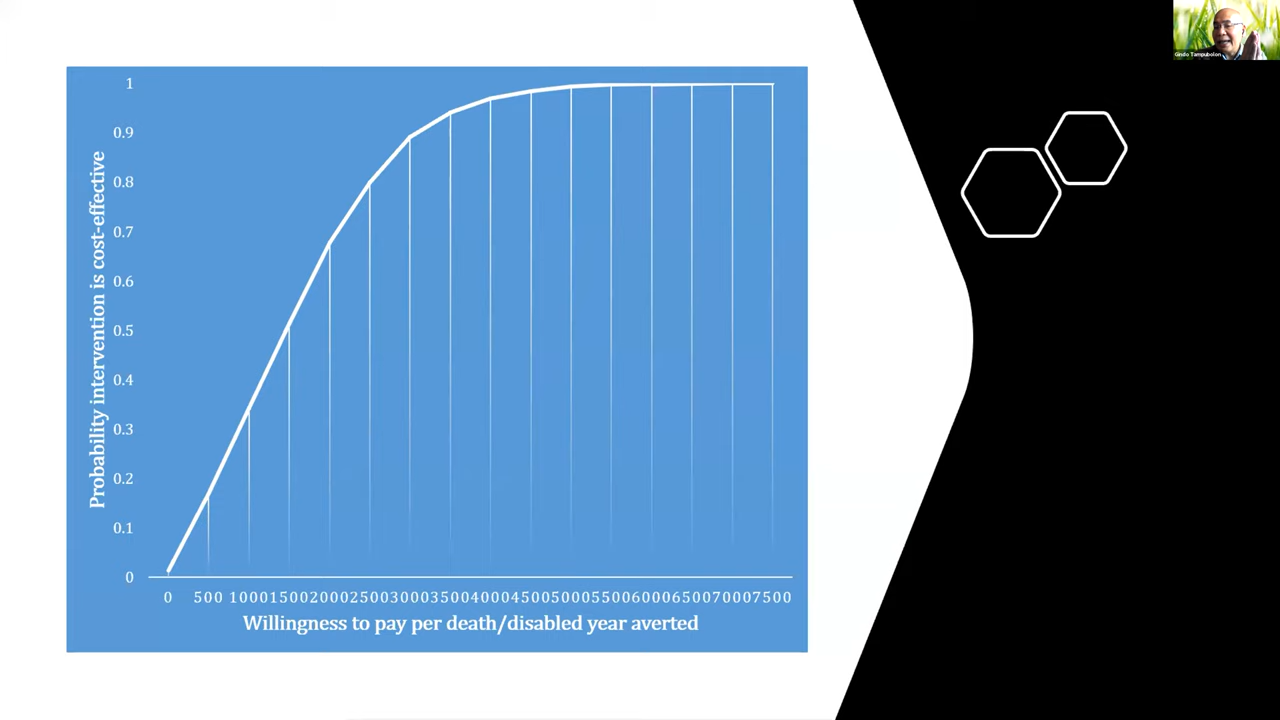 Gindo Tampubolon
1
0.9
0.8
0.7
0.6
0.5
0.4
0.3
0.2
0.1
0
Probability intervention is cost-effective
0 500 1000 1500 2000 2500 3000 3500 4000 4500 5000 5500 6000 6500 7000 7500
Willingness to pay per death/disabled year averted